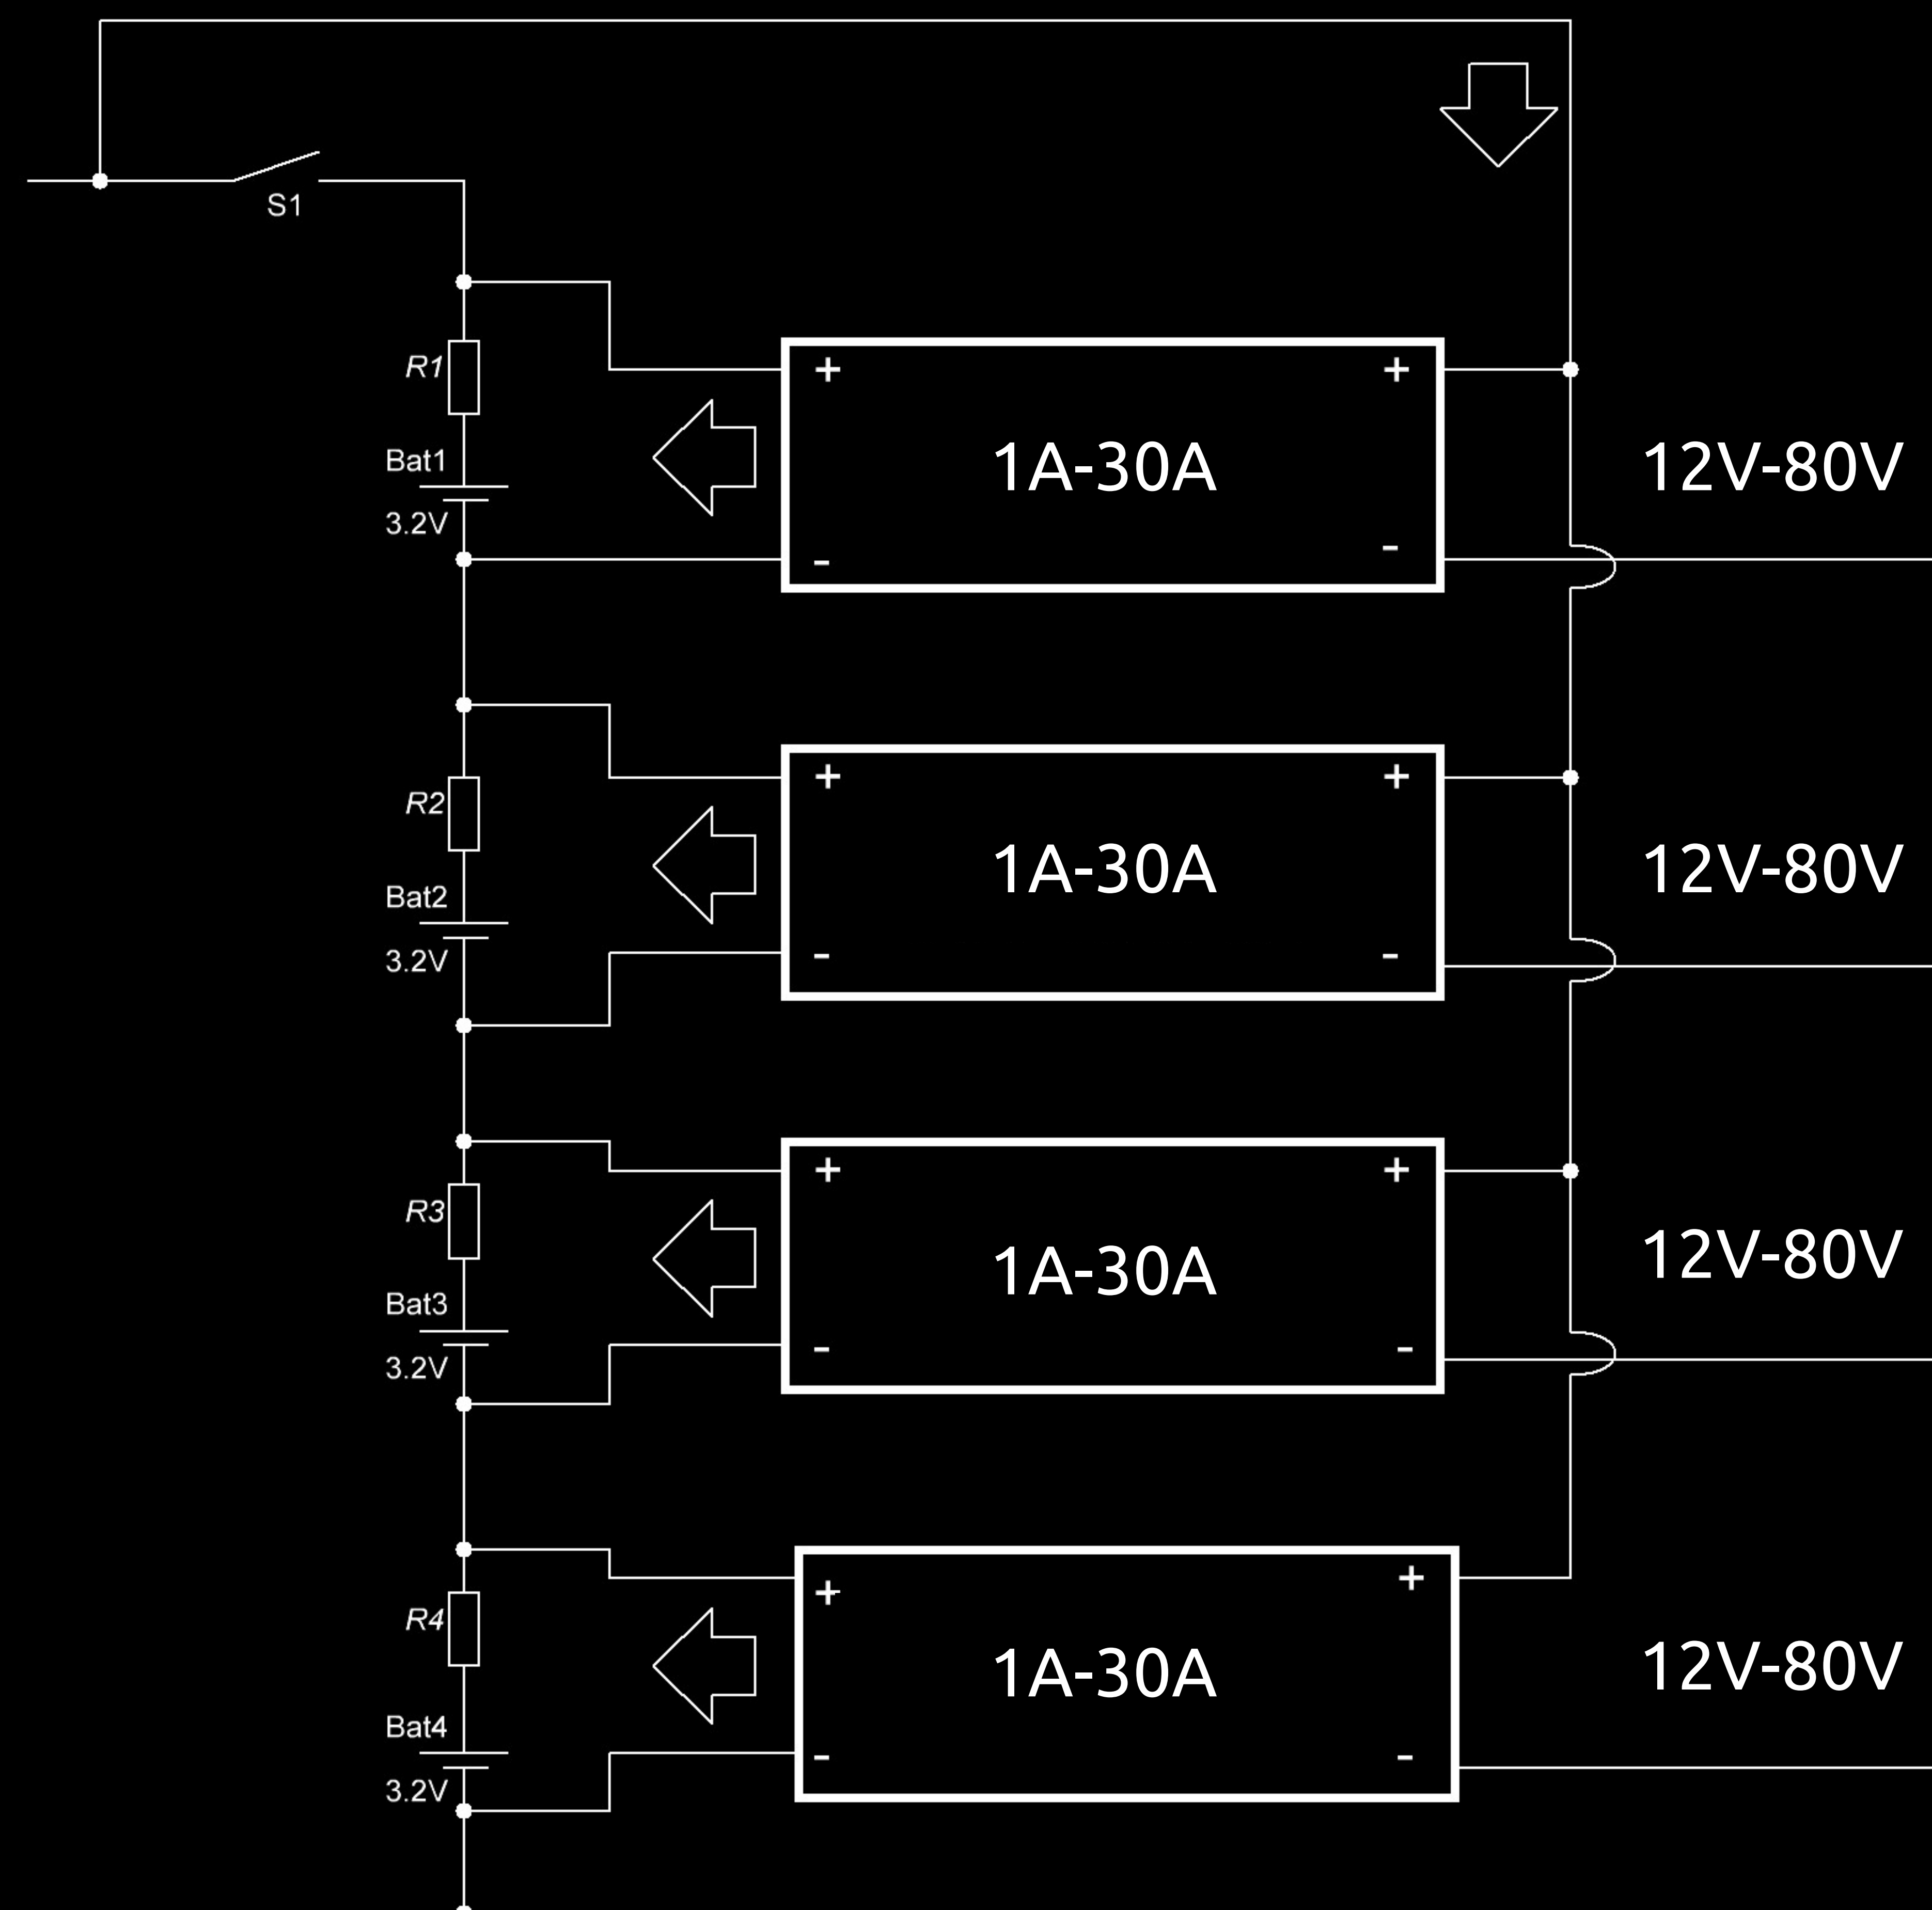 S1
+ +
R1
1A-30A 12V-80V
Bat1
3.2V
- -
+ +
R2
1A-30A 12V-80V
Bat2
3.2V
- -
+ +
R3
1A-30A 12V-80V
Bat3
3.2V
- -
+ +
R4
1A-30A 12V-80V
Bat4
3.2V
- -